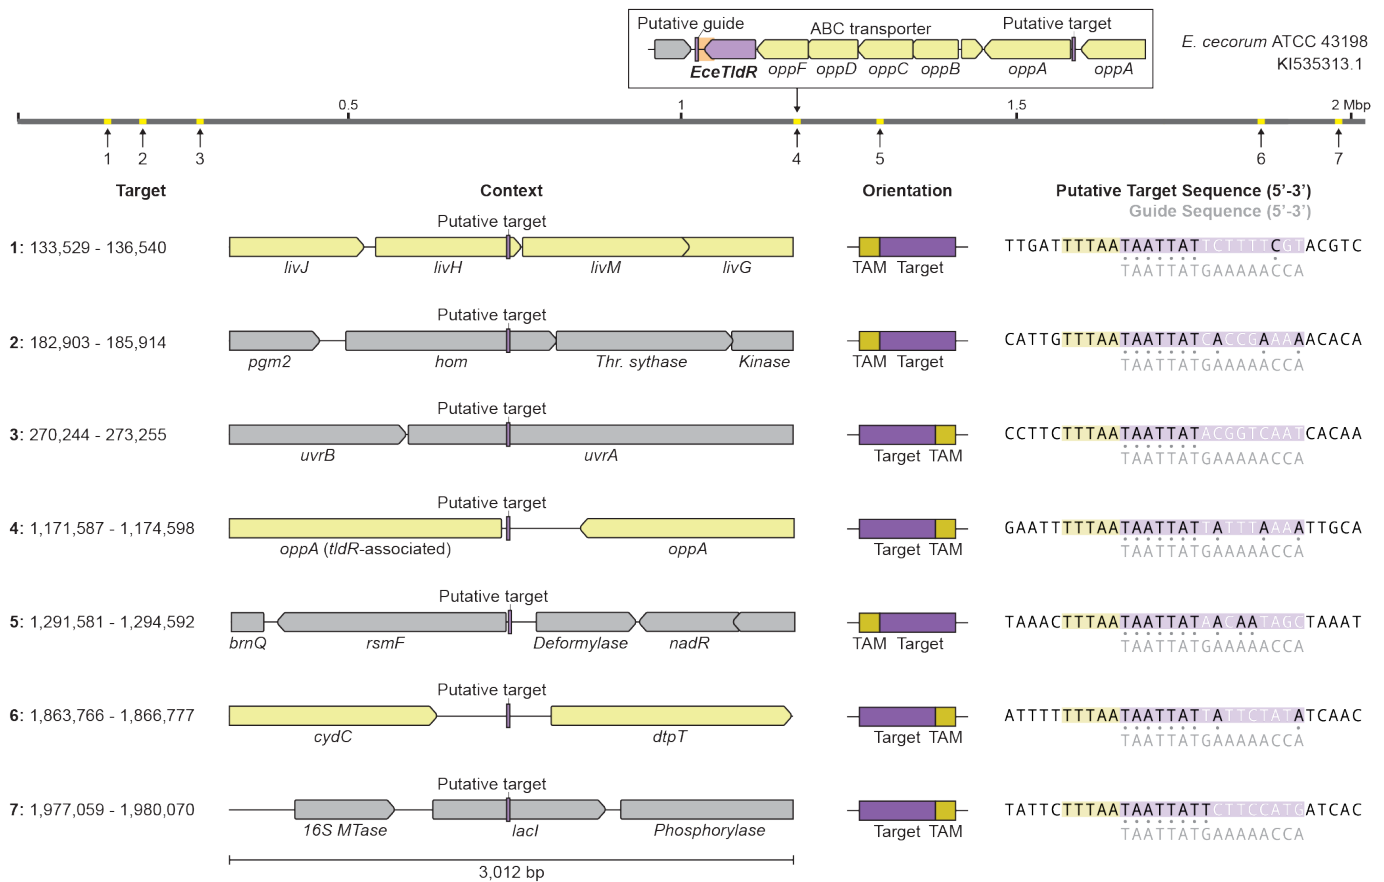 Putative guide
ABC transporter
Putative target
EceTldR
oppF
oppD
oppC
oppB
oppA
oppA
E. cecorum ATCC 43198
KI535313.1
0.5
1
1.5
2 Mbp
1
2
3
4
5
6
7
Target
Context
Orientation
Putative Target Sequence (5’-3’)
Guide Sequence (5’-3’)
Putative target
1: 133,529 - 136,540
livJ
livH
livM
livG
TAM Target
TTGATTTTAATAATTATTCTTTTCGTACGTC
TAATTATGAAAAACCA
Putative target
2: 182,903 - 185,914
pgm2
hom
Thr. sythase
Kinase
TAM Target
CATTGTTTAATAATTATCACCGAAAAACACA
TAATTATGAAAAACCA
Putative target
3: 270,244 - 273,255
uvrB
uvrA
Target TAM
CCTTCTTTAATAATTATACGGTCAATCACAA
TAATTATGAAAAACCA
Putative target
4: 1,171,587 - 1,174,598
oppA (tldR-associated)
oppA
Target TAM
GAATTTTTAATAATTATTATTTAAAATTGCA
TAATTATGAAAAACCA
Putative target
5: 1,291,581 - 1,294,592
brnQ
rsmF
Deformylase
nadR
TAM Target
TAAACTTTAATAATTATAACAATAGCTAAAT
TAATTATGAAAAACCA
Putative target
6: 1,863,766 - 1,866,777
cydC
dtpT
Target TAM
ATTTTTTTAATAATTATTATTCTATATCAAC
TAATTATGAAAAACCA
Putative target
7: 1,977,059 - 1,980,070
16S MTase
lacI
Phosphorylase
Target TAM
TATTCTTTAATAATTATTCTTCCATGATCAC
TAATTATGAAAAACCA
3,012 bp